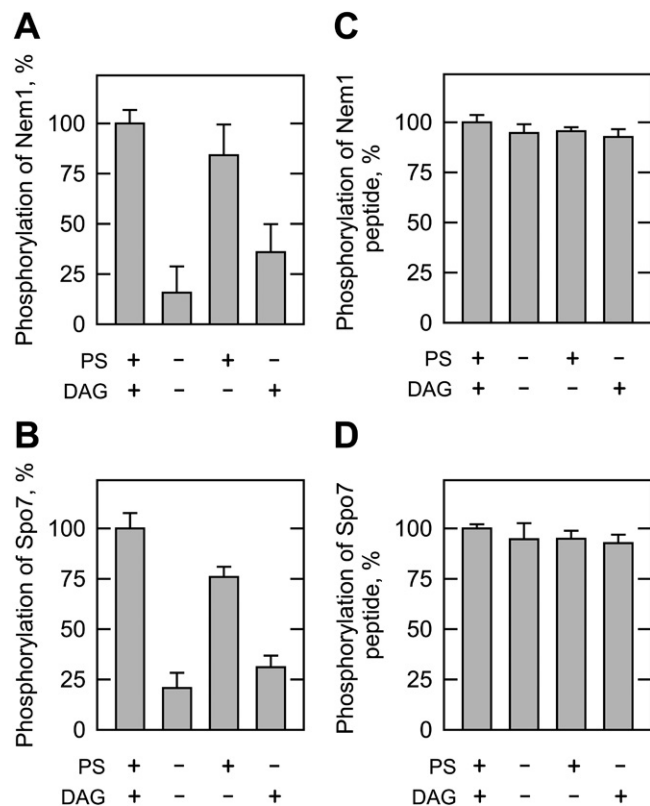 A
Phosphorylation of Nem1, %
100
75
50
25
0
PS + − + −
DAG + − − +
B
Phosphorylation of Spo7, %
100
75
50
25
0
PS + − + −
DAG + − − +
C
Phosphorylation of Nem1
peptide, %
100
75
50
25
0
PS + − + −
DAG + − − +
D
Phosphorylation of Spo7
peptide, %
100
75
50
25
0
PS + − + −
DAG + − − +